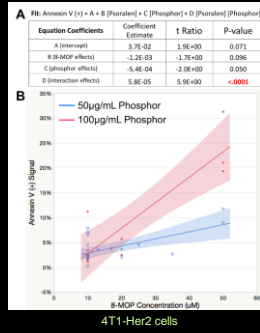 A Fit: Annexin V (+) = A + B [Psoralen] + C [Phosphor] + D [Psoralen] [Phosphor]
Equation Coefficients Coefficient Estimate t Ratio P-value
A (intercept) 3.7E-02 1.9E+00 0.071
B (8-MOP effects) -1.2E-03 -1.7E+00 0.096
C (phosphor effects) -5.4E-04 -2.0E+00 0.050
D (interaction effects) 5.8E-05 5.9E+00 <.0001
B
35%
30%
25%
20%
15%
10%
5%
0%
-5%
Annexin V (+) Signal
50µg/mL Phosphor
100µg/mL Phosphor
0 10 20 30 40 50 60
8-MOP Concentration (uM)
4T1-Her2 cells